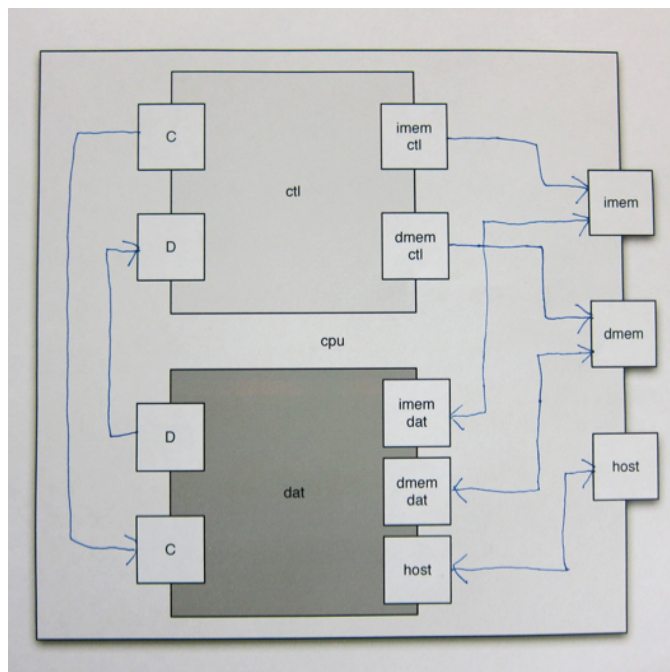 C
imem
ctl
ctl
imem
D
dmem
ctl
dmem
cpu
imem
dat
D
host
dat
dmem
dat
C
host